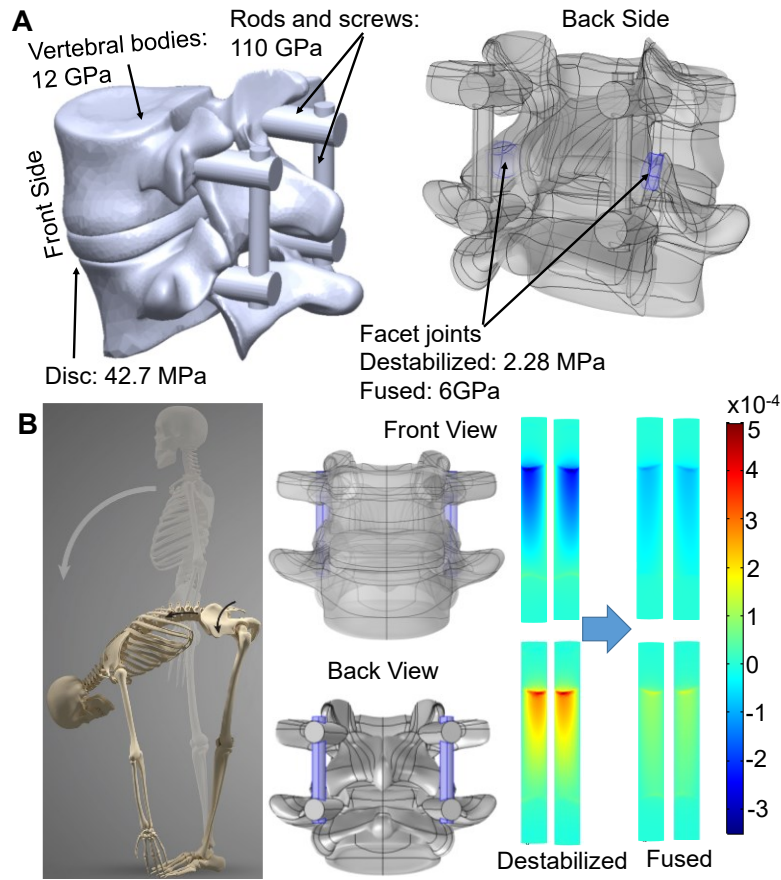 A
Vertebral bodies:
12 GPa
Rods and screws:
110 GPa
Back Side
Front Side
Disc: 42.7 MPa
Facet joints
Destabilized: 2.28 MPa
Fused: 6GPa
B
Front View
Back View
x10-4
5
4
3
2
1
0
-1
-2
-3
Destabilized
Fused